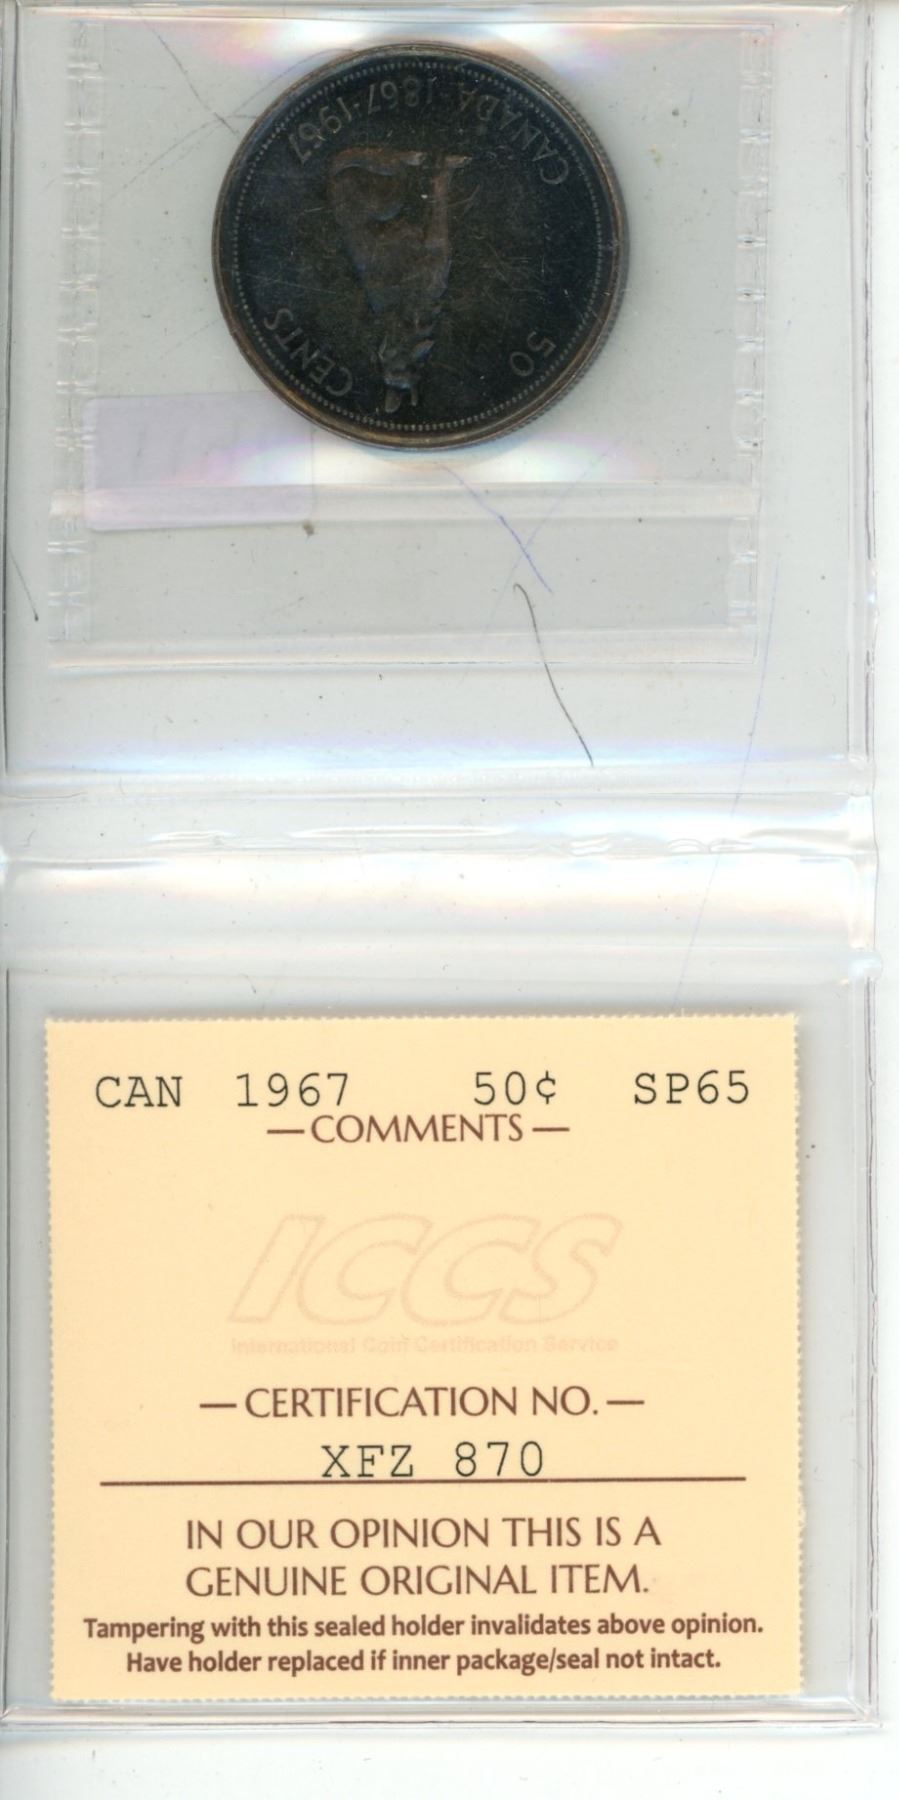 CANADA·1867·1967
50 CENTS
CAN 1967 50¢ SP65
—COMMENTS—
ICCS
International Coin Certification Service
—CERTIFICATION NO.—
XFZ 870
IN OUR OPINION THIS IS A
GENUINE ORIGINAL ITEM.
Tampering with this sealed holder invalidates above opinion.
Have holder replaced if inner package/seal not intact.